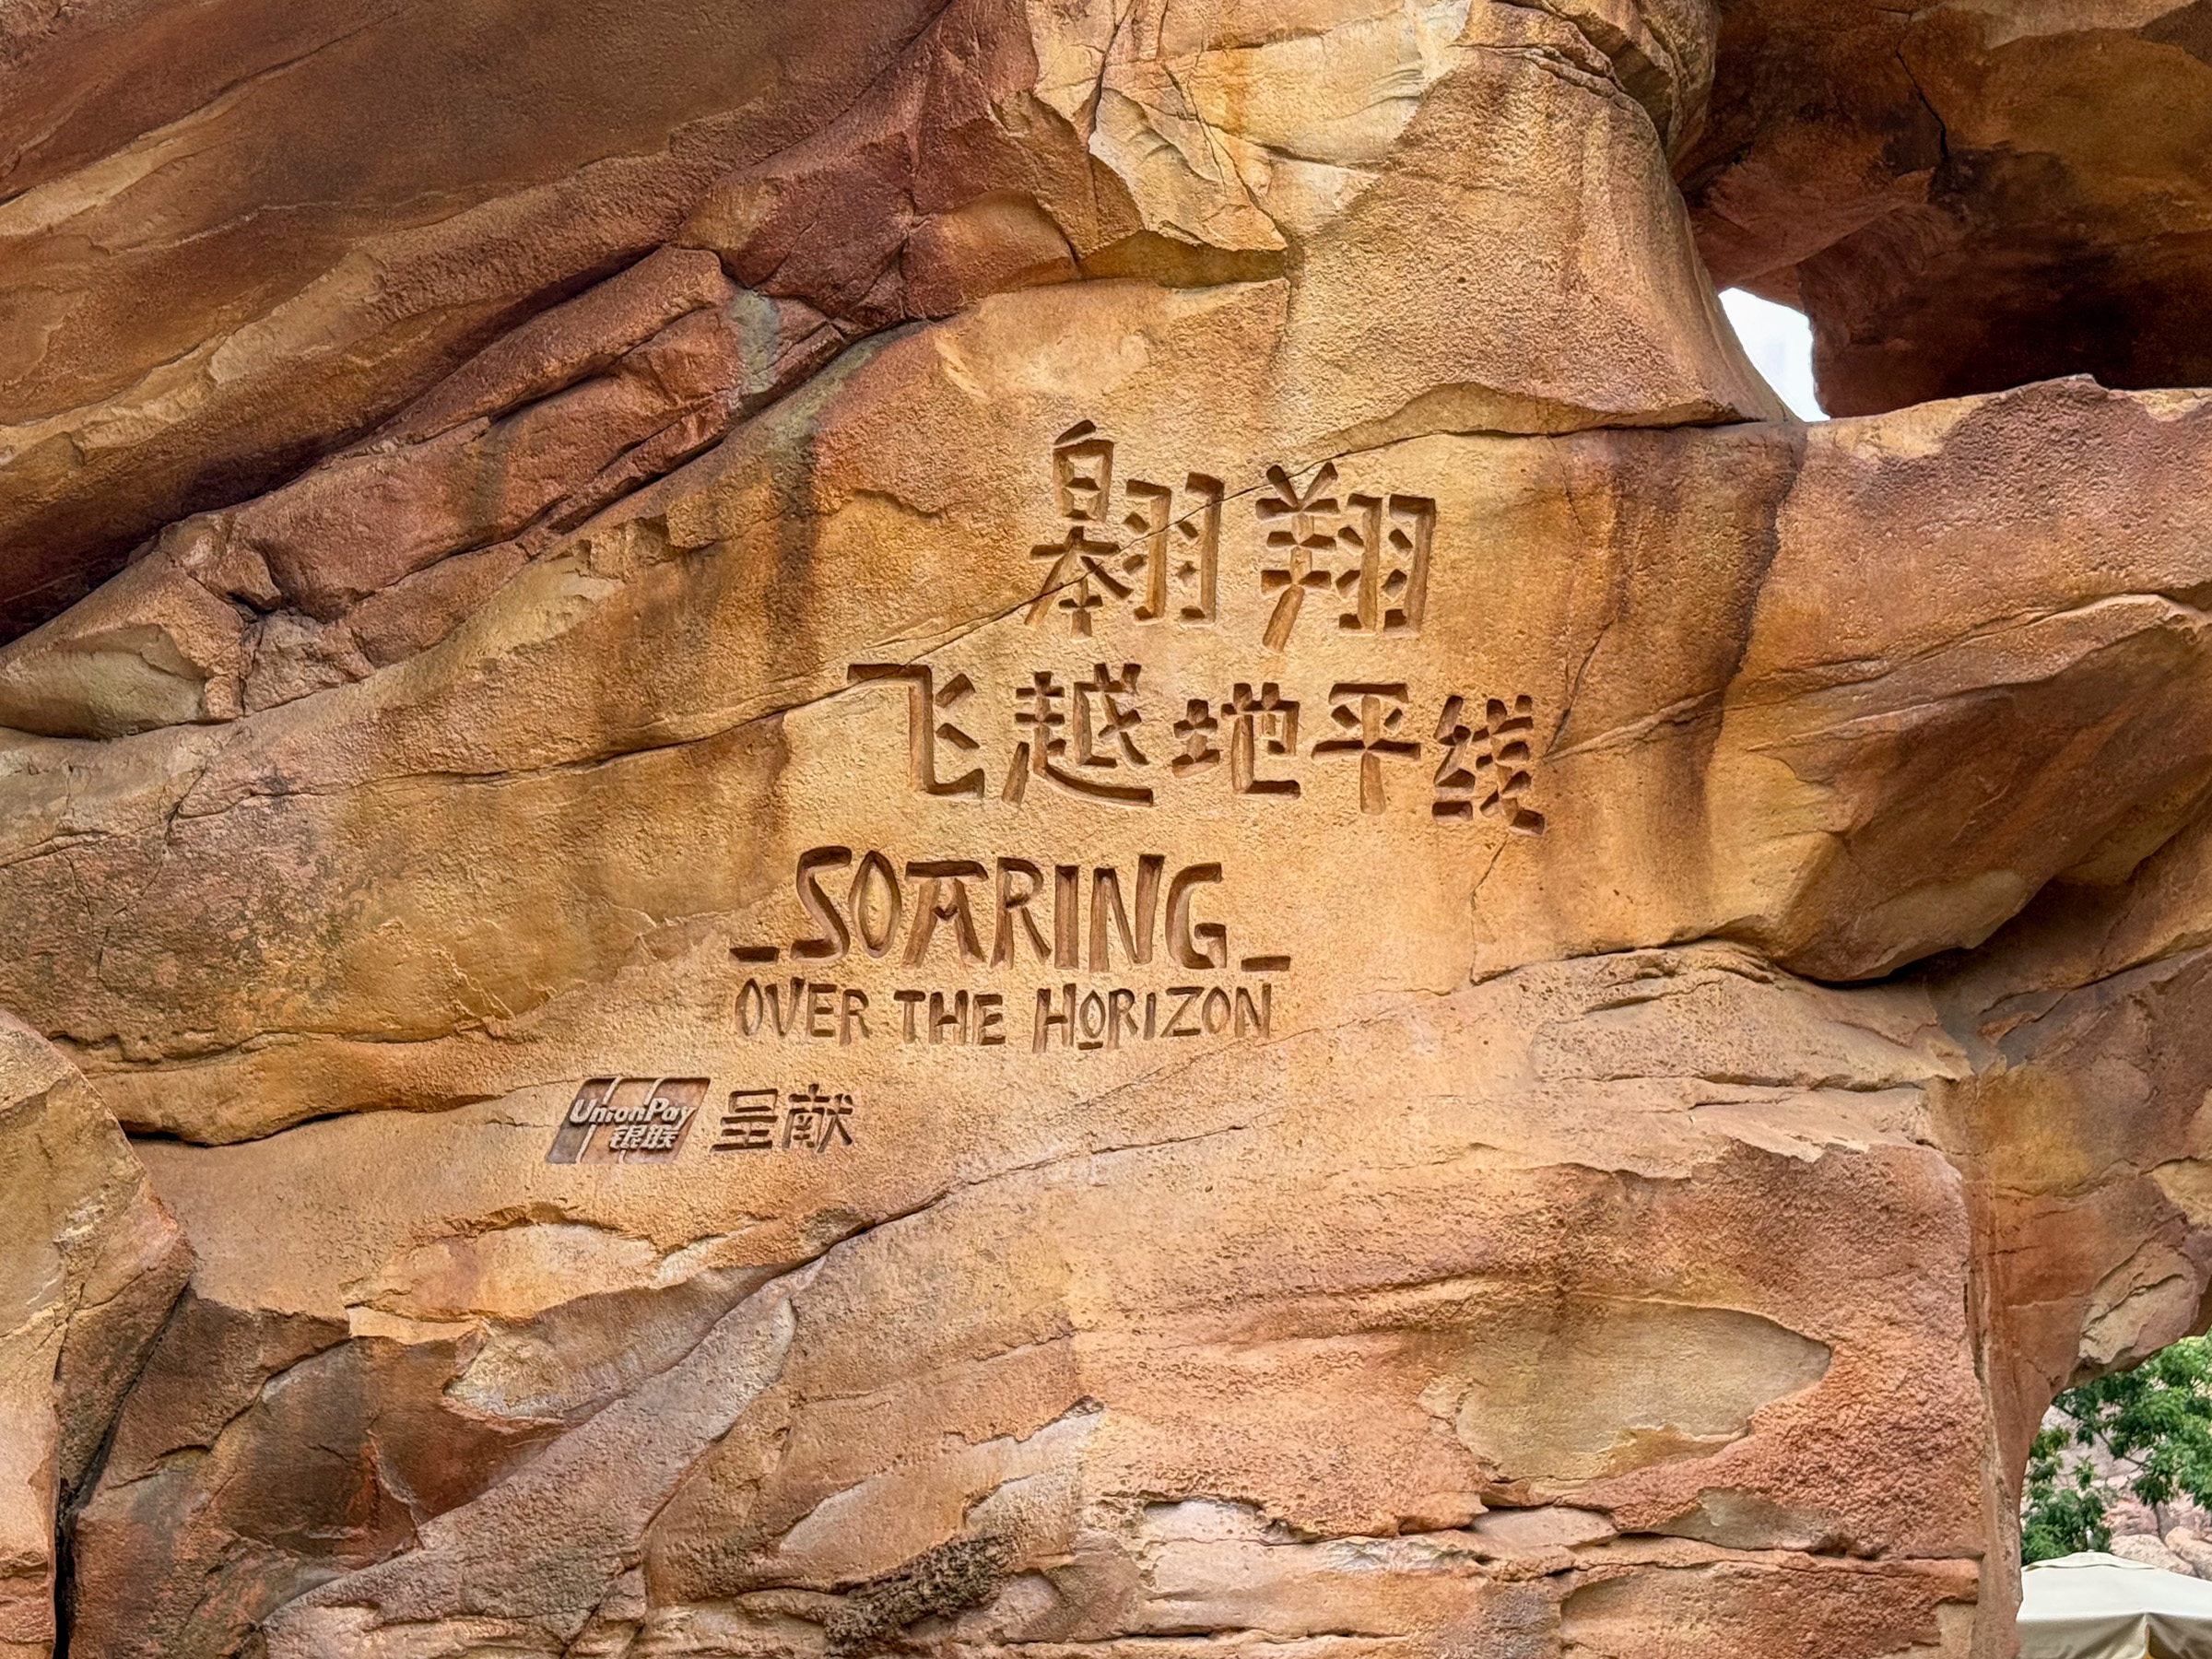 翱翔
飞越地平线
SOARING
OVER THE HORIZON
UnionPay
银联
呈献